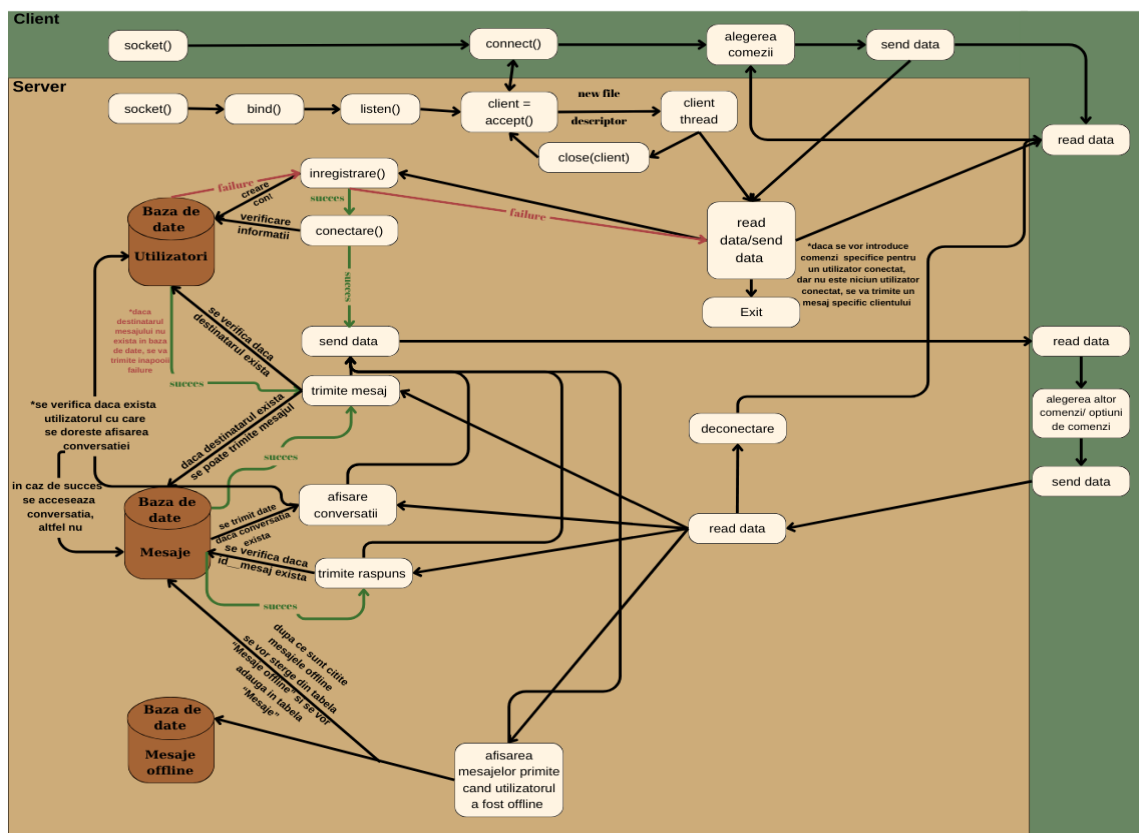 Client
socket()
connect()
alegerea
comezii
send data
Server
socket()
bind()
listen()
client =
accept()
new file
descriptor
client
thread
close(client)
read data
inregistrare()
failure
creare
cont
succes
failure
Baza de
date
Utilizatori
verificare
informatii
conectare()
read
data/send
data
*daca se vor introduce
comenzi specifice pentru
un utilizator conectat,
dar nu este niciun utilizator
conectat, se va trimite un
mesaj specific clientului
succes
Exit
*daca
destinatarul
mesajului nu
exista in baza
de date, se va
trimite inapooii
failure
se verifica daca
destinatarul exista
send data
read data
succes
trimite mesaj
*se verifica daca exista
utilizatorul cu care
se doreste afisarea
conversatiei
daca destinatarul exista
se poate trimite mesajul
succes
deconectare
alegerea altor
comenzi/ optiuni
de comenzi
in caz de succes
se acceseaza
conversatia,
altfel nu
send data
Baza de
date
Mesaje
afisare
conversatii
se trimit date
daca conversatia
exista
read data
se verifica daca
id__mesaj exista
trimite raspuns
succes
dupa ce sunt citite
mesajele offline
se vor sterge din tabela
"Mesaje offline" si se vor
adauga in tabela
"Mesaje"
Baza de
date
Mesaje
offline
afisarea
mesajelor primite
cand utilizatorul
a fost offline